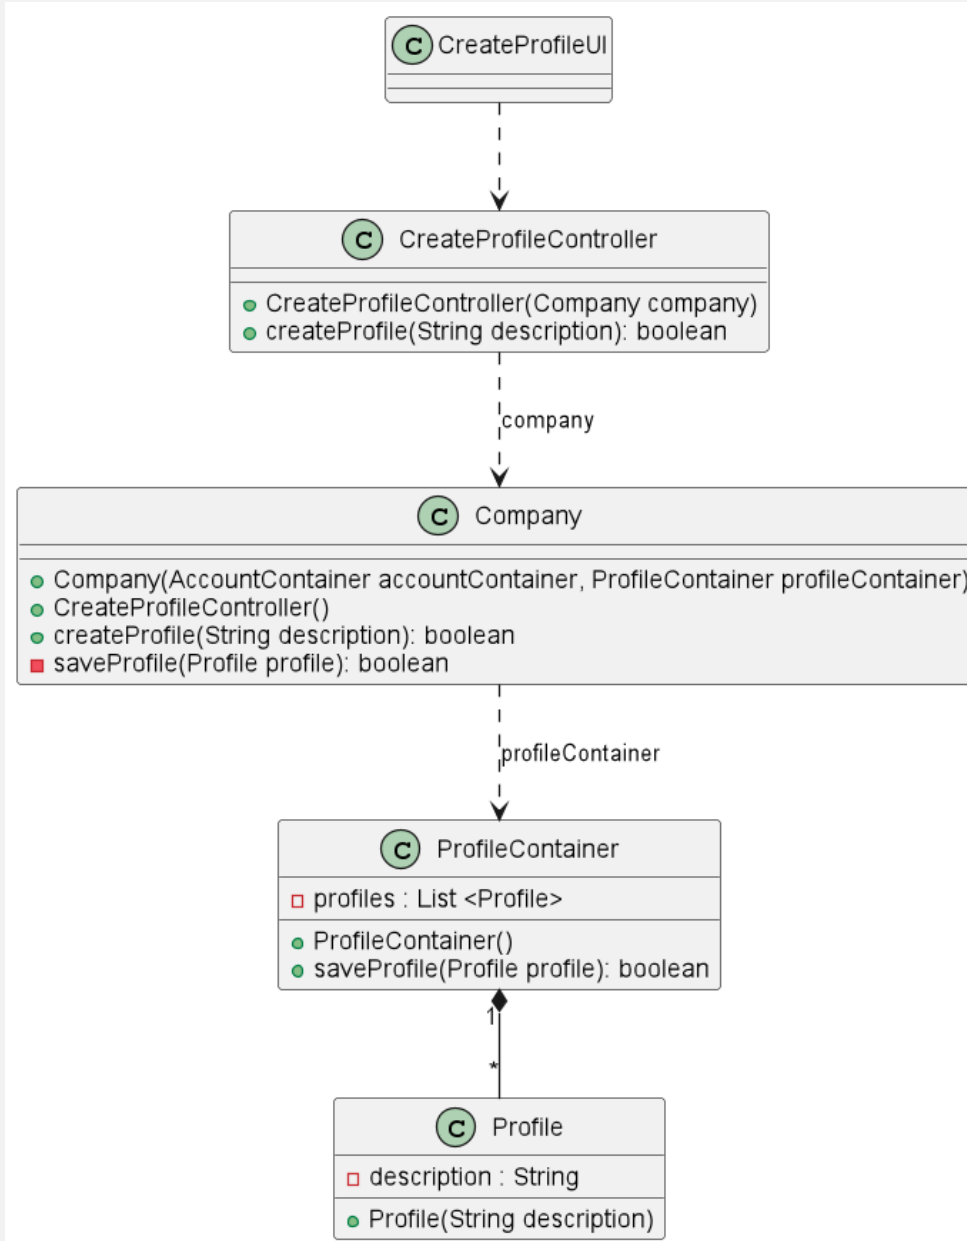 C CreateProfileUI
C CreateProfileController
CreateProfileController(Company company)
createProfile(String description): boolean
company
C Company
Company(AccountContainer accountContainer, ProfileContainer profileContainer)
CreateProfileController()
createProfile(String description): boolean
saveProfile(Profile profile): boolean
profileContainer
C ProfileContainer
profiles : List <Profile>
ProfileContainer()
saveProfile(Profile profile): boolean
1
*
C Profile
description : String
Profile(String description)